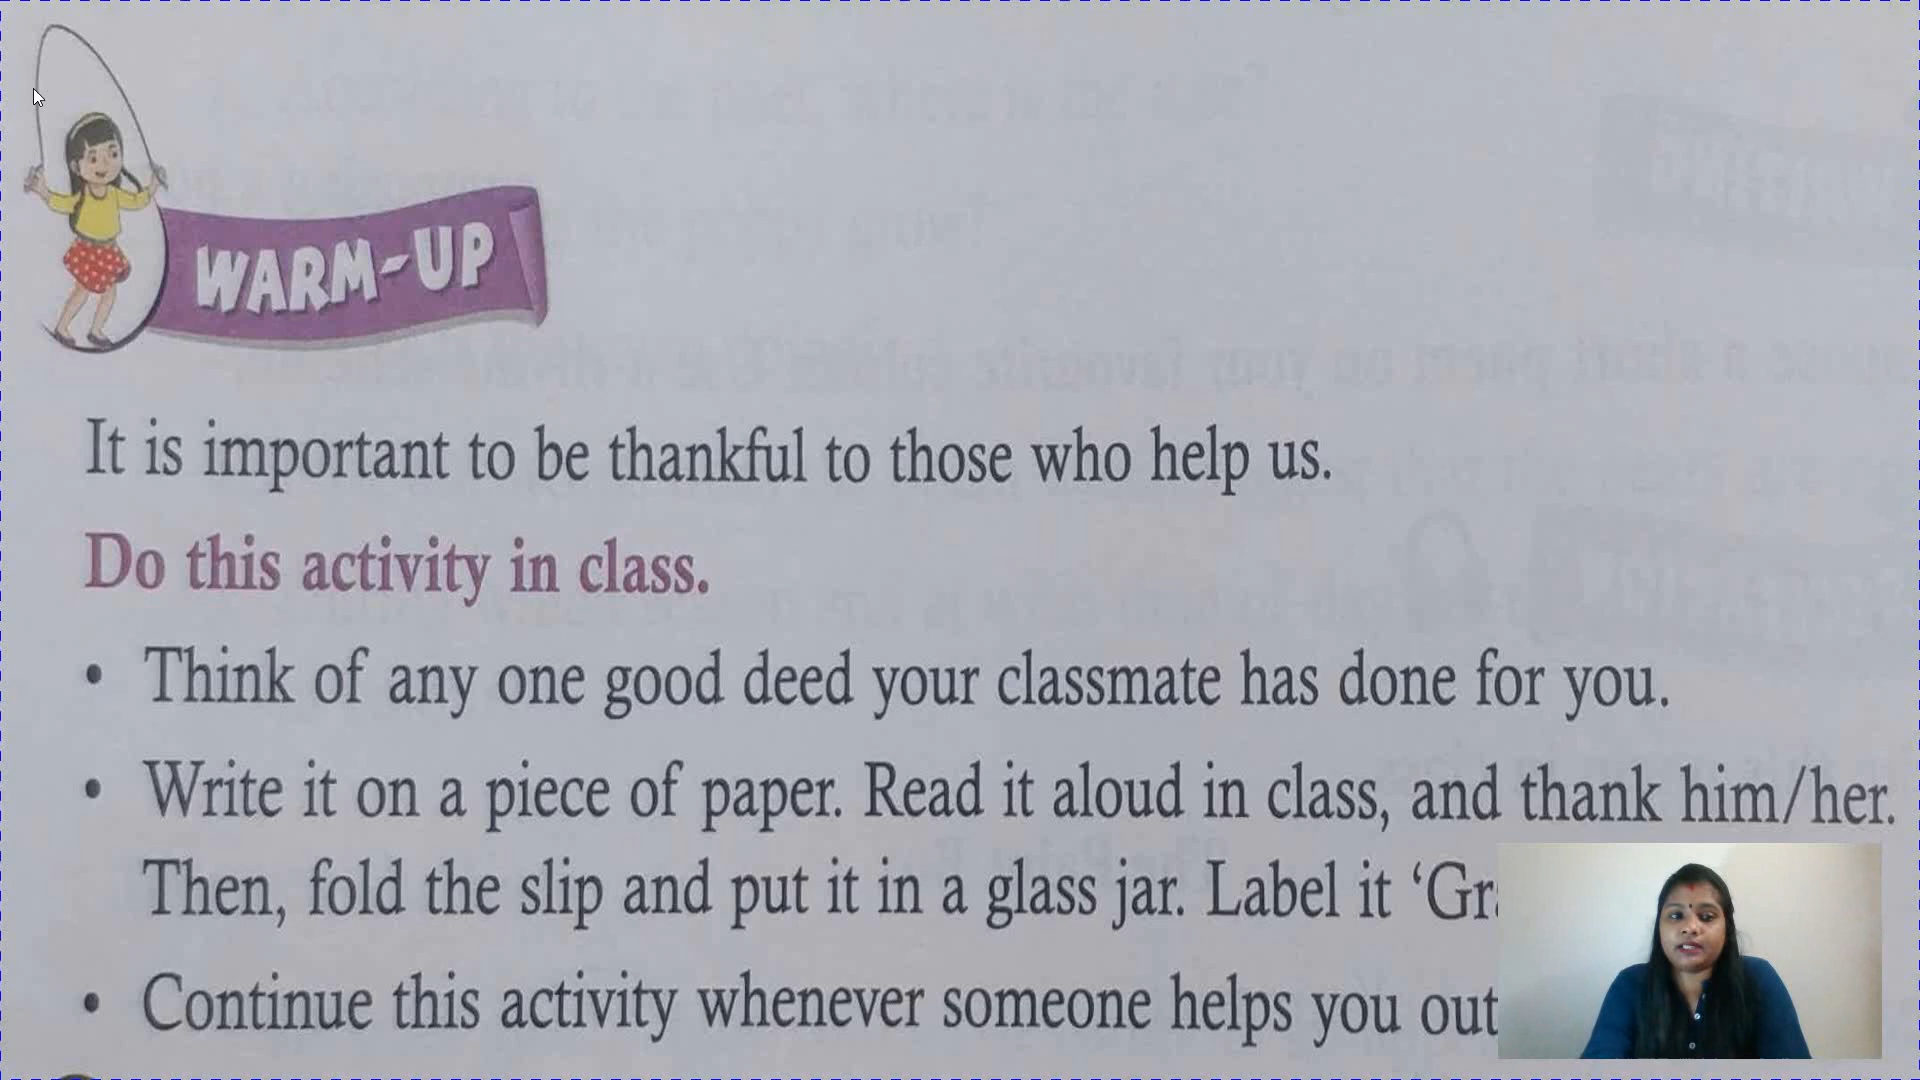 WARM-UP
It is important to be thankful to those who help us.
Do this activity in class.
• Think of any one good deed your classmate has done for you.
• Write it on a piece of paper. Read it aloud in class, and thank him/her.
Then, fold the slip and put it in a glass jar. Label it
• Continue this activity whenever someone helps you out